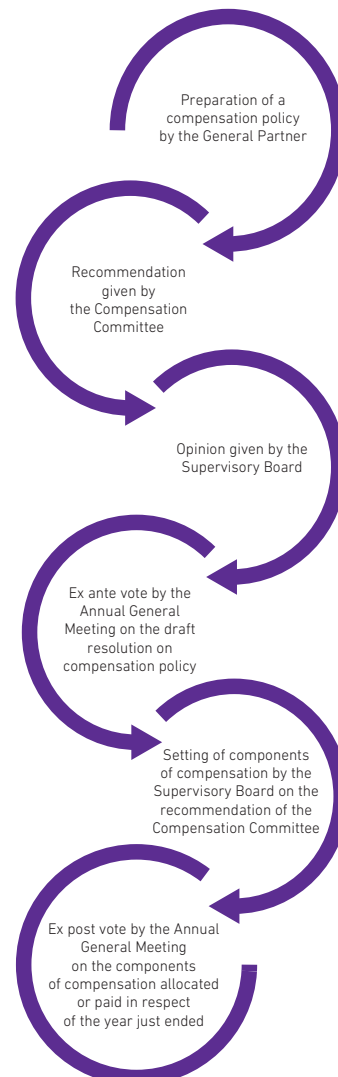 Preparation of a
compensation policy
by the General Partner
Recommendation
given by
the Compensation
Committee
Opinion given by the
Supervisory Board
Ex ante vote by the
Annual General
Meeting on the draft
resolution on
compensation policy
Setting of components
of compensation by the
Supervisory Board on the
recommendation of the
Compensation Committee
Ex post vote by the Annual
General Meeting
on the components
of compensation allocated
or paid in respect
of the year just ended